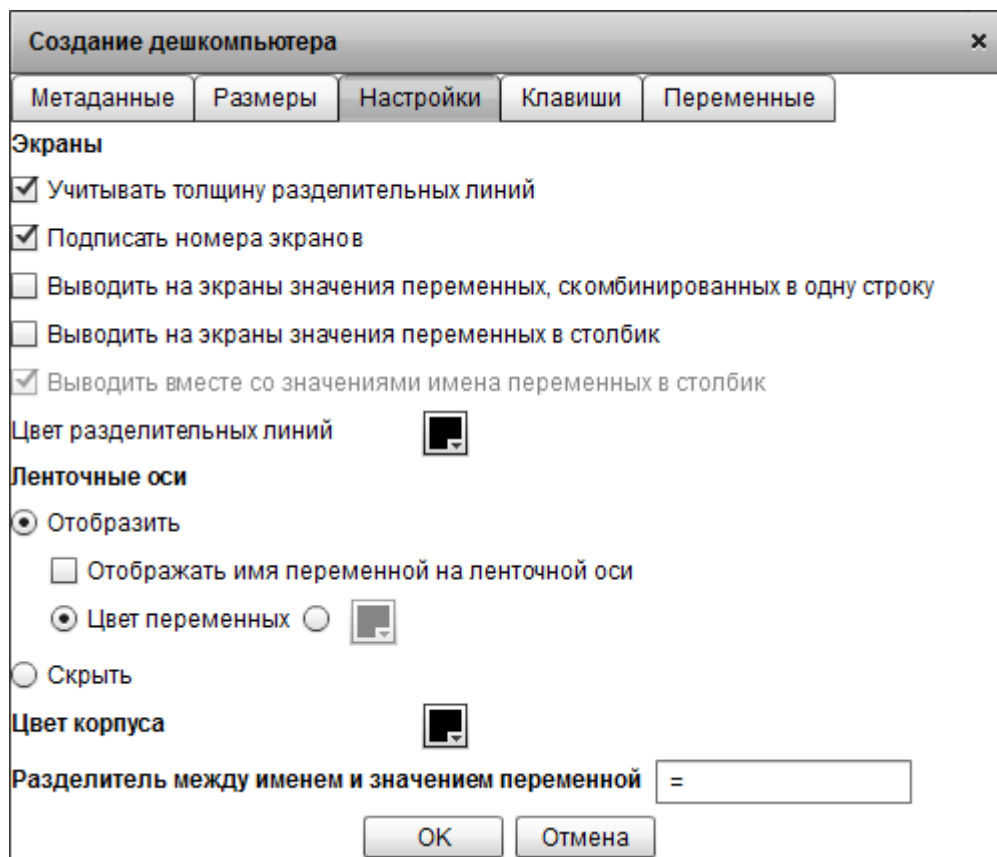 Создание дешкомпьютера
Метаданные Размеры Настройки Клавиши Переменные
Экраны
Учитывать толщину разделительных линий
Подписать номера экранов
Выводить на экраны значения переменных, скомбинированных в одну строку
Выводить на экраны значения переменных в столбик
Выводить вместе со значениями имена переменных в столбик
Цвет разделительных линий
Ленточные оси
Отобразить
Отображать имя переменной на ленточной оси
Цвет переменных
Скрыть
Цвет корпуса
Разделитель между именем и значением переменной =
OK Отмена